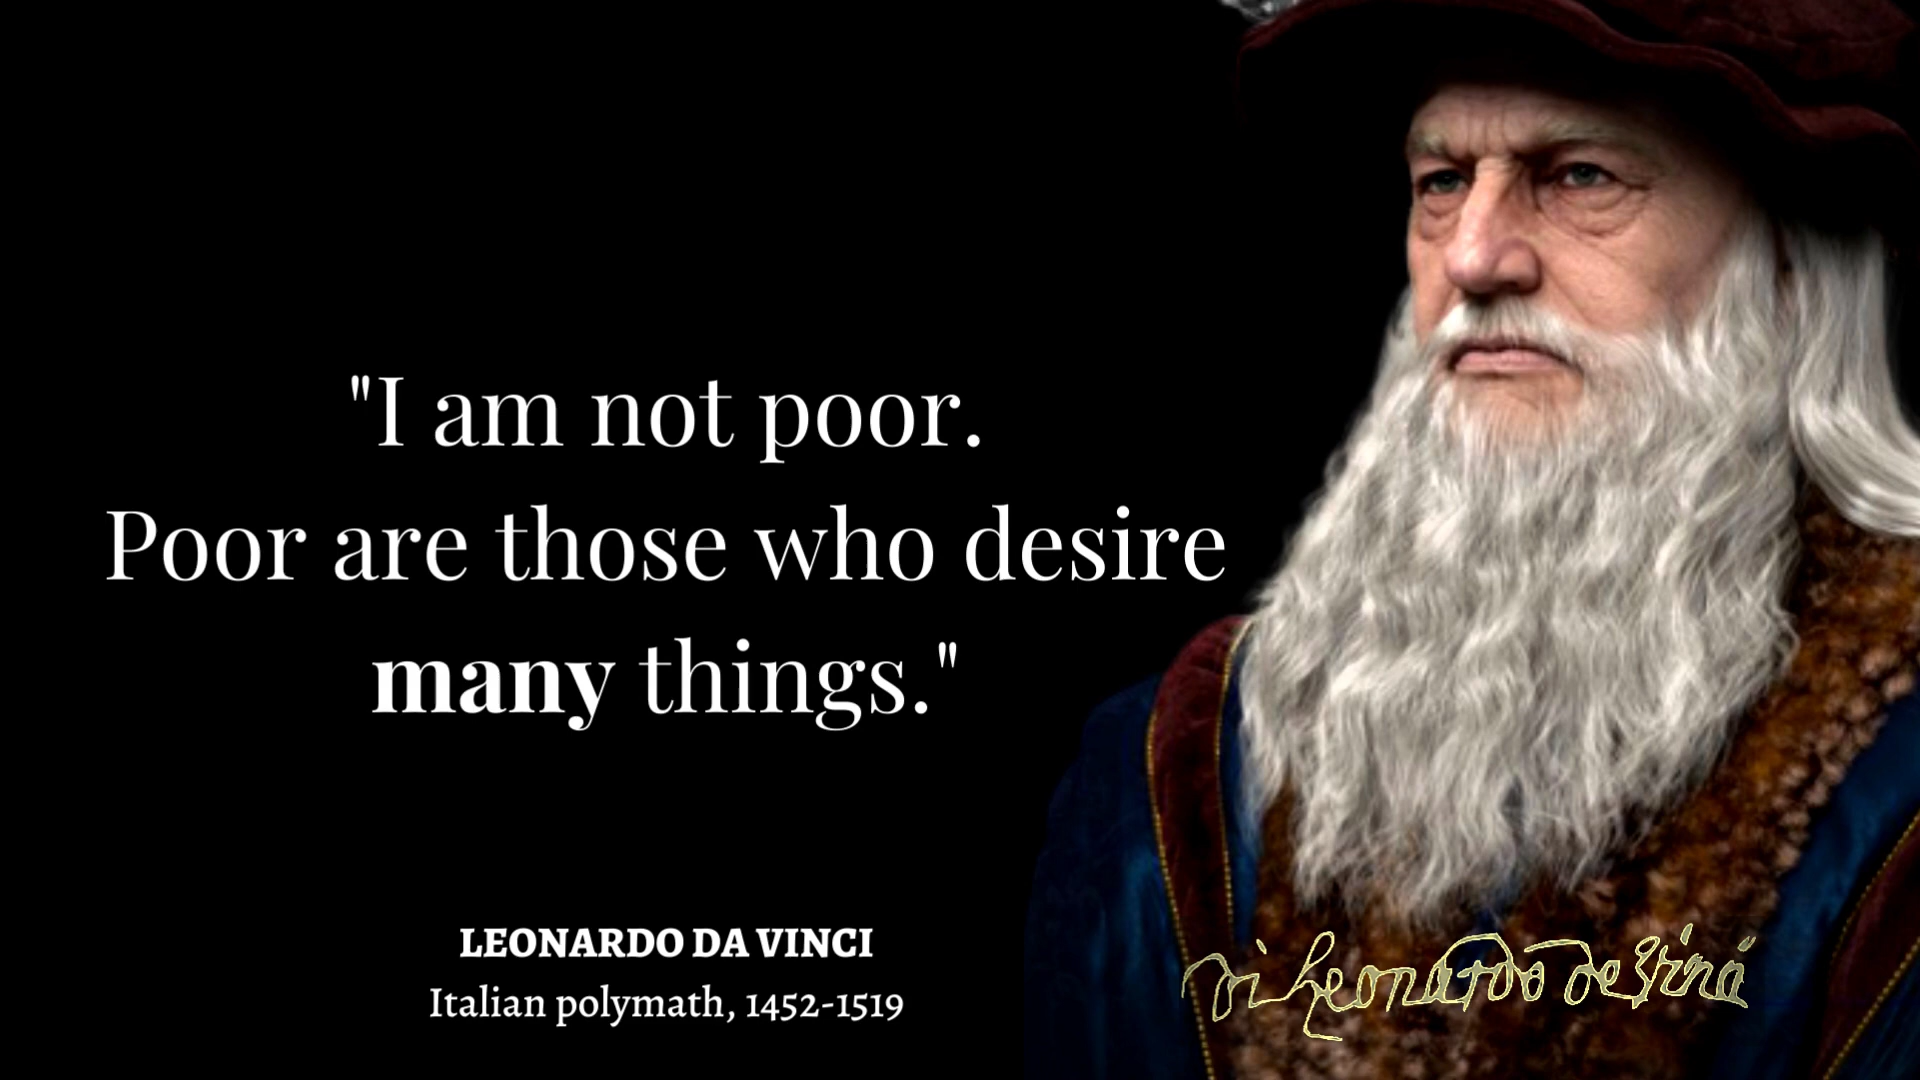 "I am not poor.
Poor are those who desire
many things."
LEONARDO DA VINCI
Italian polymath, 1452-1519